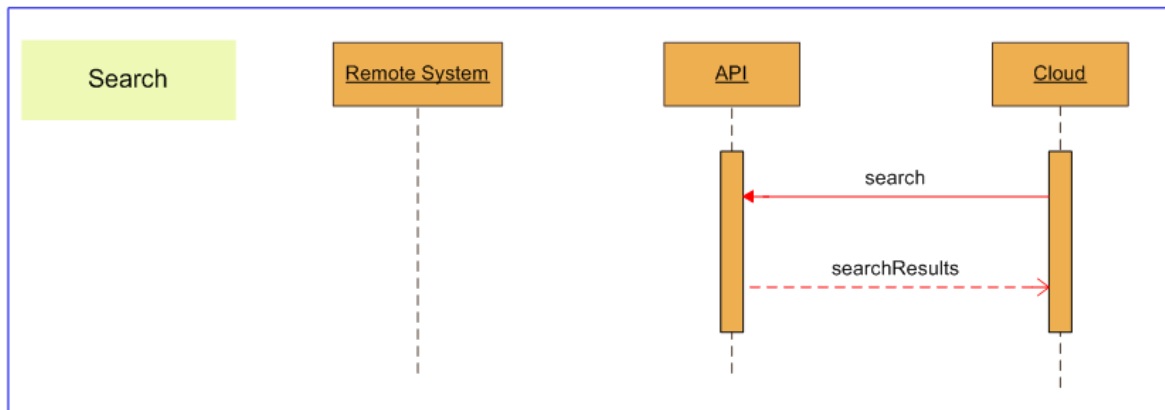 Search
Remote System
API
Cloud
search
searchResults